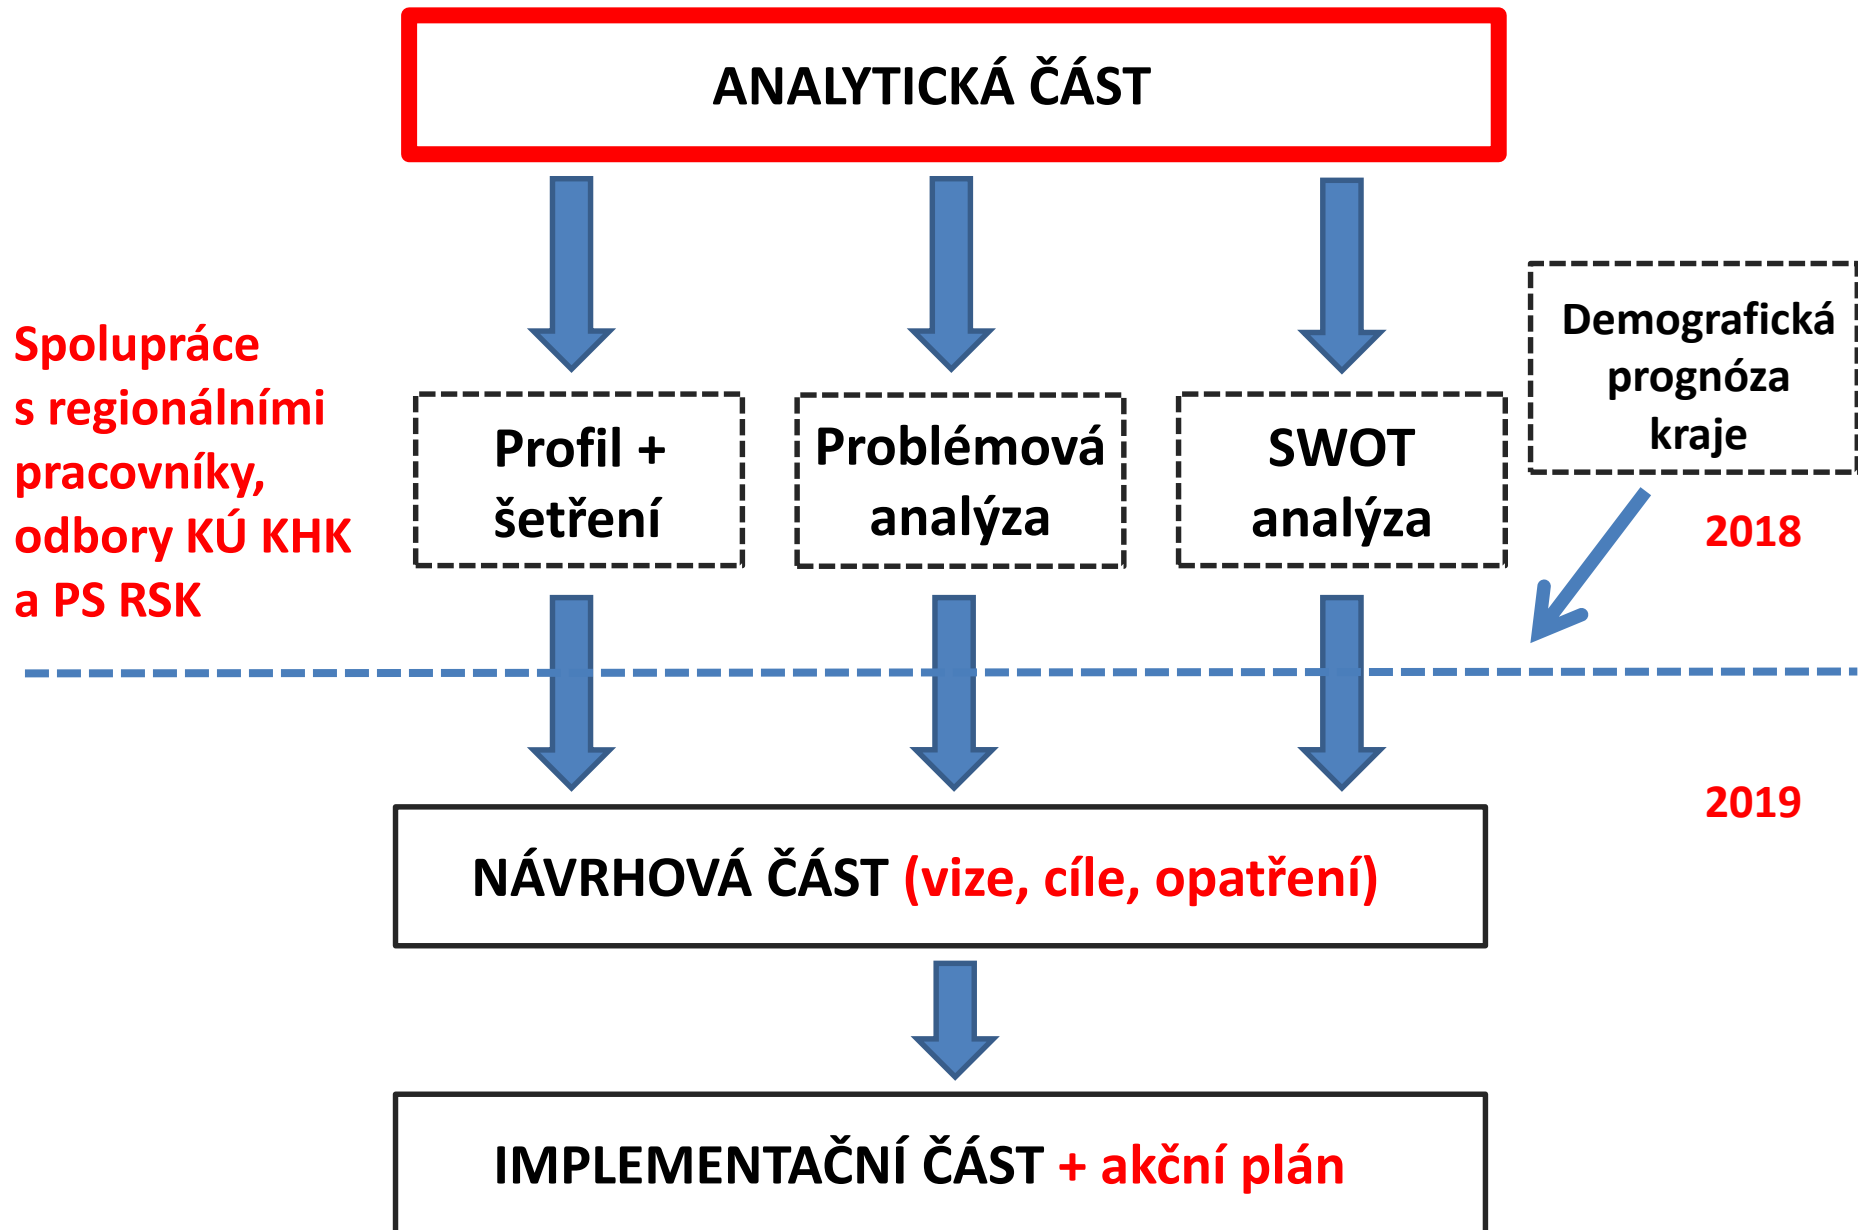 ANALYTICKÁ ČÁST
Spolupráce
s regionálními
pracovníky,
odbory KÚ KHK
a PS RSK
Profil +
šetření
Problémová
analýza
SWOT
analýza
Demografická
prognóza
kraje
2018
2019
NÁVRHOVÁ ČÁST (vize, cíle, opatření)
IMPLEMENTAČNÍ ČÁST + akční plán